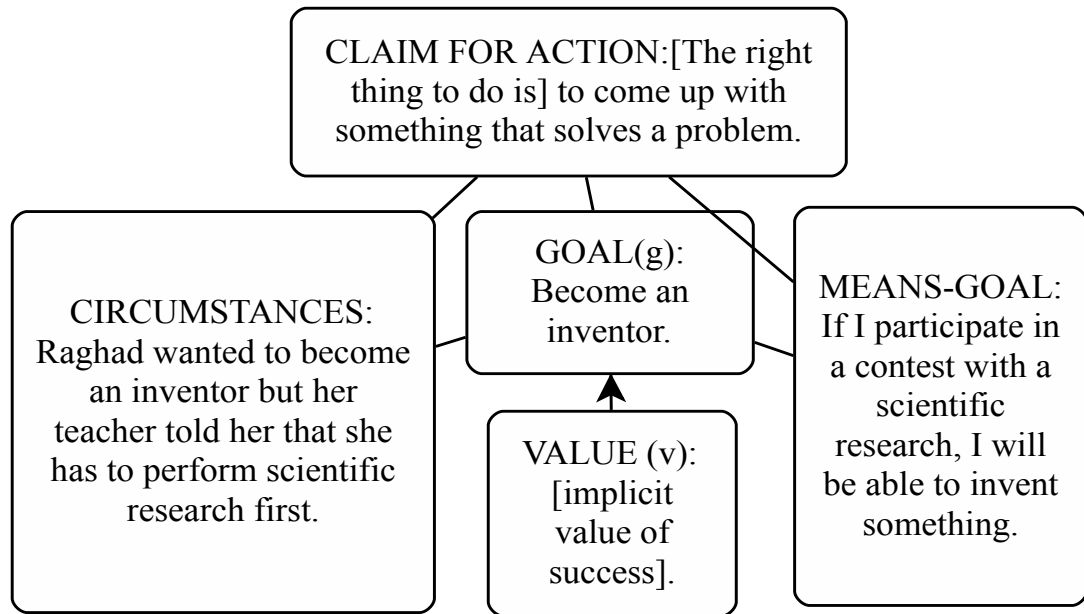 CLAIM FOR ACTION:[The right
thing to do is] to come up with
something that solves a problem.
CIRCUMSTANCES:
Raghad wanted to become
an inventor but her
teacher told her that she
has to perform scientific
research first.
GOAL(g):
Become an
inventor.
VALUE (v):
[implicit
value of
success].
MEANS-GOAL:
If I participate in
a contest with a
scientific
research, I will
be able to invent
something.